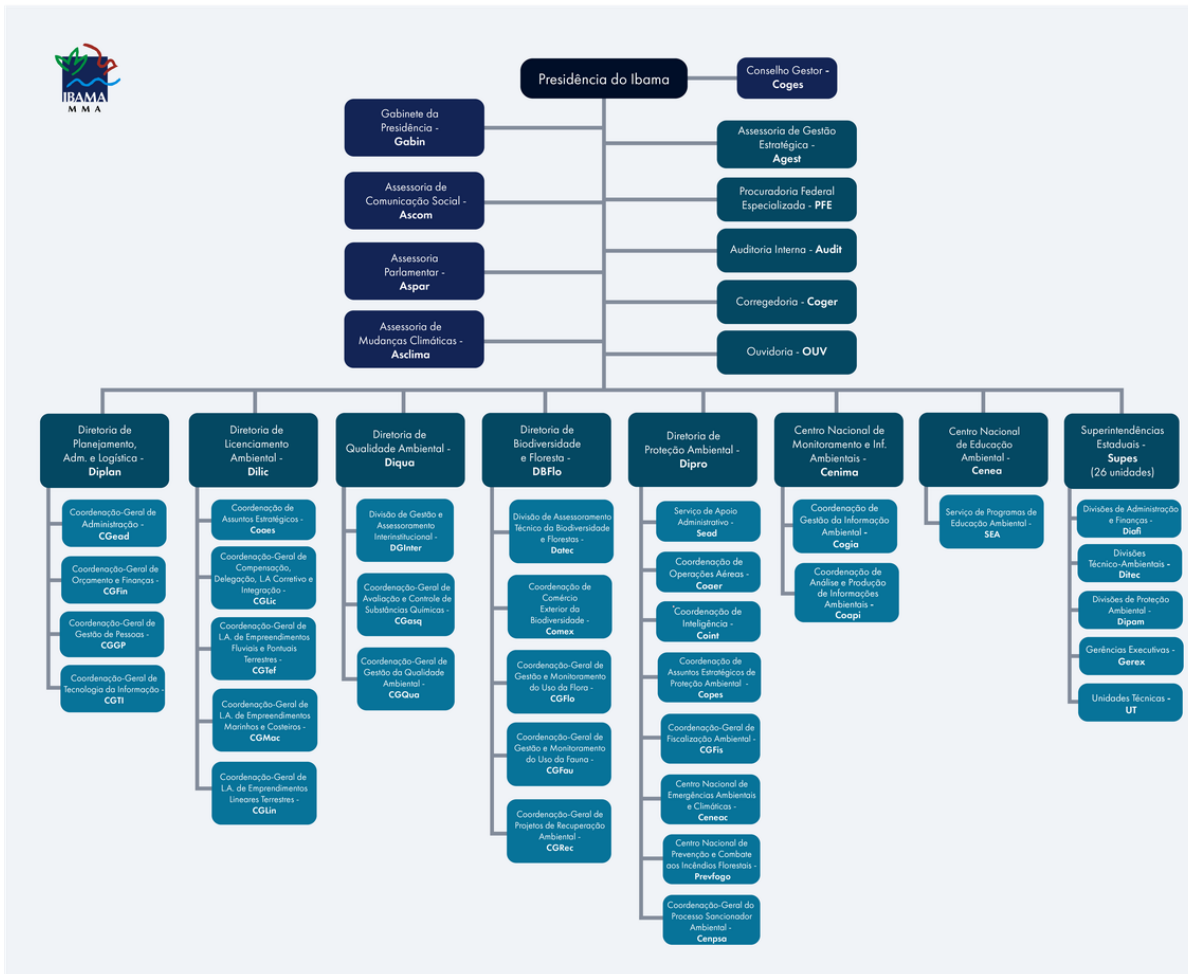 IBAMA
MMA
Presidência do Ibama
Conselho Gestor -
Coges
Gabinete da
Presidência -
Gabin
Assessoria de
Comunicação Social -
Ascom
Assessoria
Parlamentar -
Aspar
Assessoria de
Mudanças Climáticas -
Asclima
Assessoria de Gestão
Estratégica -
Agest
Procuradoria Federal
Especializada - PFE
Auditoria Interna - Audit
Corregedoria - Coger
Ouvidoria - OUV
Diretoria de
Planejamento,
Adm. e Logística -
Diplan
Coordenação-Geral de
Administração -
CGead
Coordenação-Geral de
Orçamento e Finanças -
CGFin
Coordenação-Geral de
Gestão de Pessoas -
CGGP
Coordenação-Geral de
Tecnologia da Informação -
CGTI
Diretoria de
Licenciamento
Ambiental -
Dilic
Coordenação de
Assuntos Estratégicos -
Coaes
Coordenação-Geral de
Compensação,
Delegação, L.A Corretivo e
Integração -
CGLic
Coordenação-Geral de
L.A. de Empreendimentos
Fluviais e Pontuais
Terrestres -
CGTef
Coordenação-Geral de
L.A. de Empreendimentos
Marinhos e Costeiros -
CGMac
Coordenação-Geral de
L.A. de Emprendimentos
Lineares Terrestres -
CGLin
Diretoria de
Qualidade Ambiental -
Diqua
Divisão de Gestão e
Assessoramento
Interinstitucional -
DGInter
Coordenação-Geral de
Avaliação e Controle de
Substâncias Químicas -
CGasq
Coordenação-Geral de
Gestão da Qualidade
Ambiental -
CGQua
Diretoria de
Biodiversidade
e Floresta -
DBFlo
Divisão de Assessoramento
Técnico da Biodiversidade
e Florestas -
Datec
Coordenação de
Comércio
Exterior da
Biodiversidade -
Comex
Coordenação-Geral de
Gestão e Monitoramento
do Uso da Flora -
CGFlo
Coordenação-Geral de
Gestão e Monitoramento
do Uso da Fauna -
CGFau
Coordenação-Geral de
Projetos de Recuperação
Ambiental -
CGRec
Diretoria de
Proteção Ambiental -
Dipro
Serviço de Apoio
Administrativo -
Sead
Coordenação de
Operações Aéreas -
Coaer
Coordenação de
Inteligência -
Coint
Coordenação de
Assuntos Estratégicos de
Proteção Ambiental -
Copes
Coordenação-Geral de
Fiscalização Ambiental -
CGFis
Centro Nacional de
Emergências Ambientais
e Climáticas -
Ceneac
Centro Nacional de
Prevenção e Combate
aos Incêndios Florestais -
Prevfogo
Coordenação-Geral do
Processo Sancionador
Ambiental -
Cenpsa
Centro Nacional de
Monitoramento e Inf.
Ambientais -
Cenima
Coordenação de
Gestão da Informação
Ambiental -
Cogia
Coordenação de
Análise e Produção
de Informações
Ambientais -
Coapi
Centro Nacional
de Educação
Ambiental -
Cenea
Serviço de Programas de
Educação Ambiental -
SEA
Superintendências
Estaduais -
Supes
(26 unidades)
Divisões de Administração
e Finanças -
Diafi
Divisões
Técnico-Ambientais -
Ditec
Divisões de Proteção
Ambiental -
Dipam
Gerências Executivas -
Gerex
Unidades Técnicas -
UT